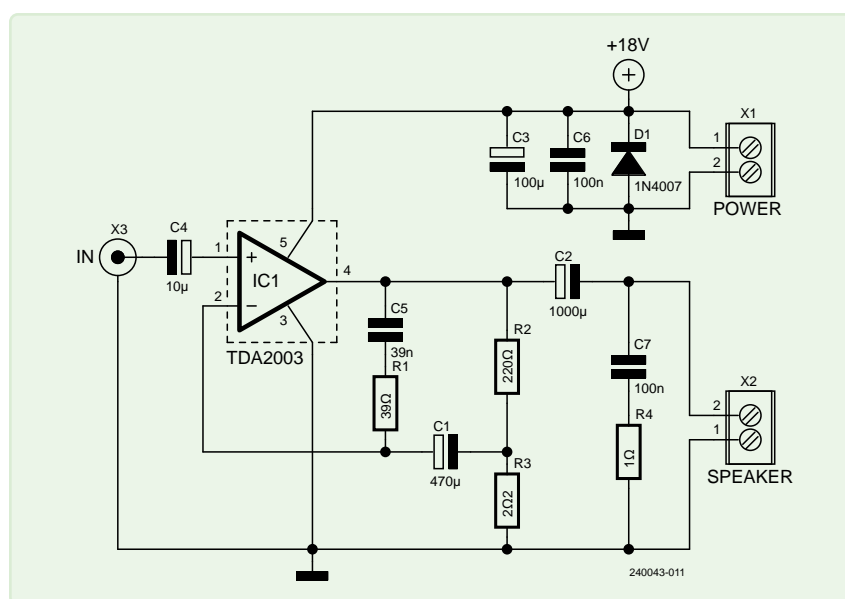 +18V
X1
C3
C6
D1
1
2
100µ
100n
1N4007
POWER
X3
C4
IN
1
+
5
IC1
4
10µ
2
−
3
TDA2003
C2
1000µ
C5
39n
R1
39Ω
R2
220Ω
C7
100n
X2
C1
470µ
R3
2Ω2
R4
1Ω
2
1
SPEAKER
240043-011